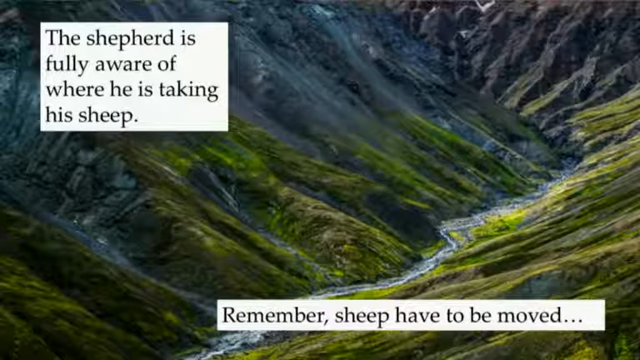 The shepherd is
fully aware of
where he is taking
his sheep.
Remember, sheep have to be moved…